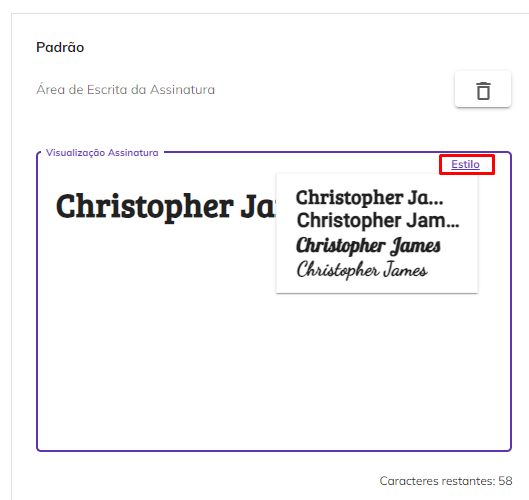 Padrão
Área de Escrita da Assinatura
Visualização Assinatura
Estilo
Christopher Ja
Christopher Ja...
Christopher Jam...
Christopher James
Christopher James
Caracteres restantes: 58